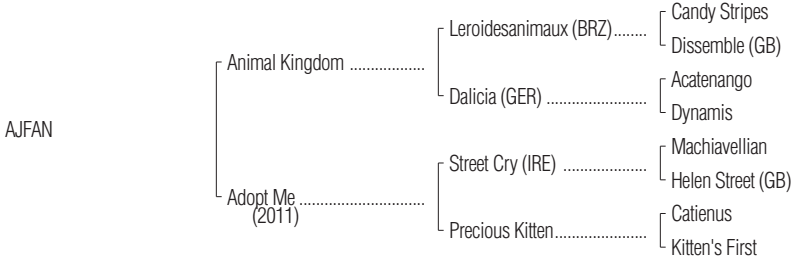 Candy Stripes
Leroidesanimaux (BRZ)........
Dissemble (GB)
Animal Kingdom ..................
Acatenango
Dalicia (GER) ........................
Dynamis
AJFAN
Machiavellian
Street Cry (IRE) ....................
Helen Street (GB)
Adopt Me ..............................
(2011)
Catienus
Precious Kitten......................
Kitten's First